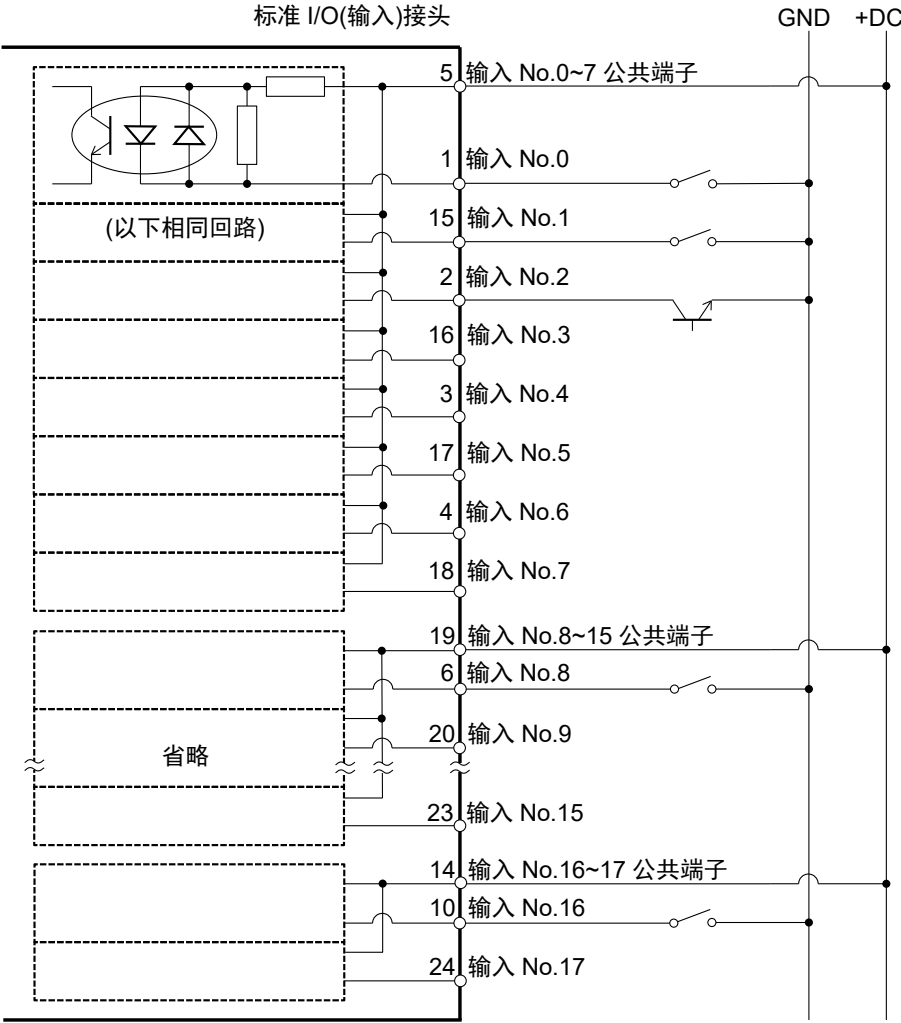 标准 I/O(输入)接头
GND +DC
5 输入 No.0~7 公共端子
1 输入 No.0
15 输入 No.1
(以下相同回路)
2 输入 No.2
16 输入 No.3
3 输入 No.4
17 输入 No.5
4 输入 No.6
18 输入 No.7
19 输入 No.8~15 公共端子
6 输入 No.8
20 输入 No.9
省略
23 输入 No.15
14 输入 No.16~17 公共端子
10 输入 No.16
24 输入 No.17